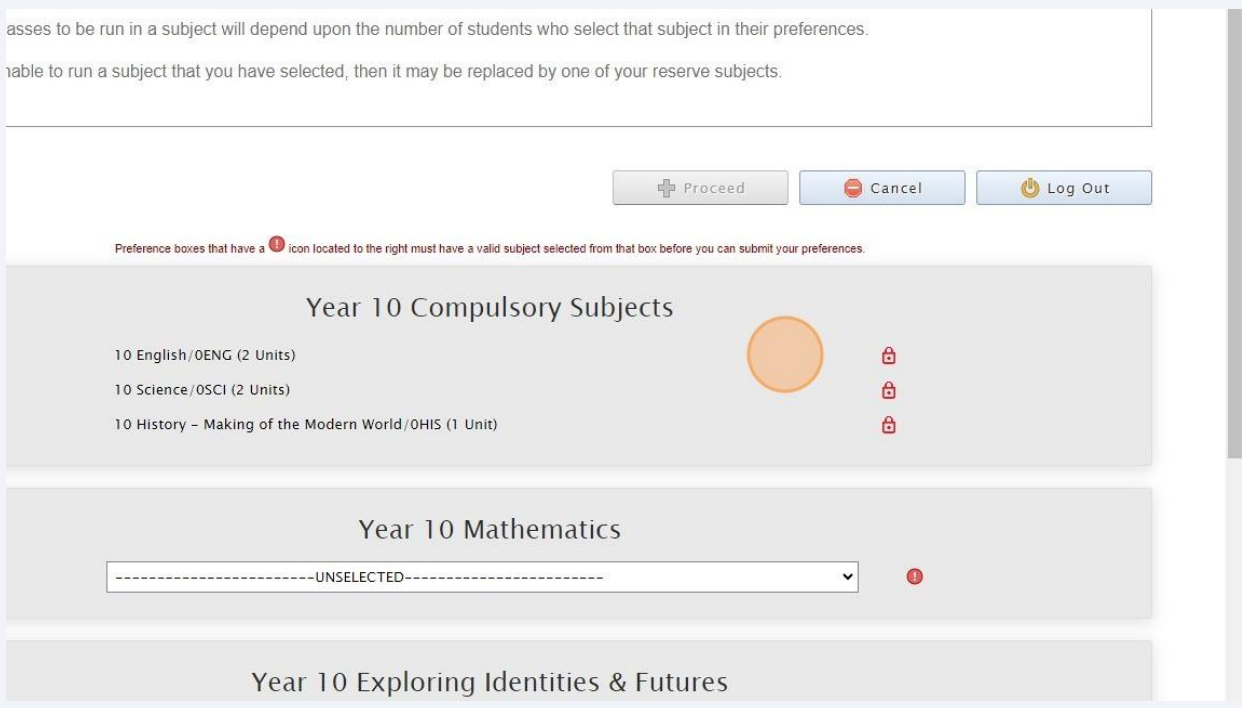 asses to be run in a subject will depend upon the number of students who select that subject in their preferences.
able to run a subject that you have selected, then it may be replaced by one of your reserve subjects.
Proceed
Cancel
Log Out
Preference boxes that have a icon located to the right must have a valid subject selected from that box before you can submit your preferences.
Year 10 Compulsory Subjects
10 English/0ENG (2 Units)
10 Science/0SCI (2 Units)
10 History – Making of the Modern World/0HIS (1 Unit)
Year 10 Mathematics
------------------------UNSELECTED------------------------
Year 10 Exploring Identities & Futures